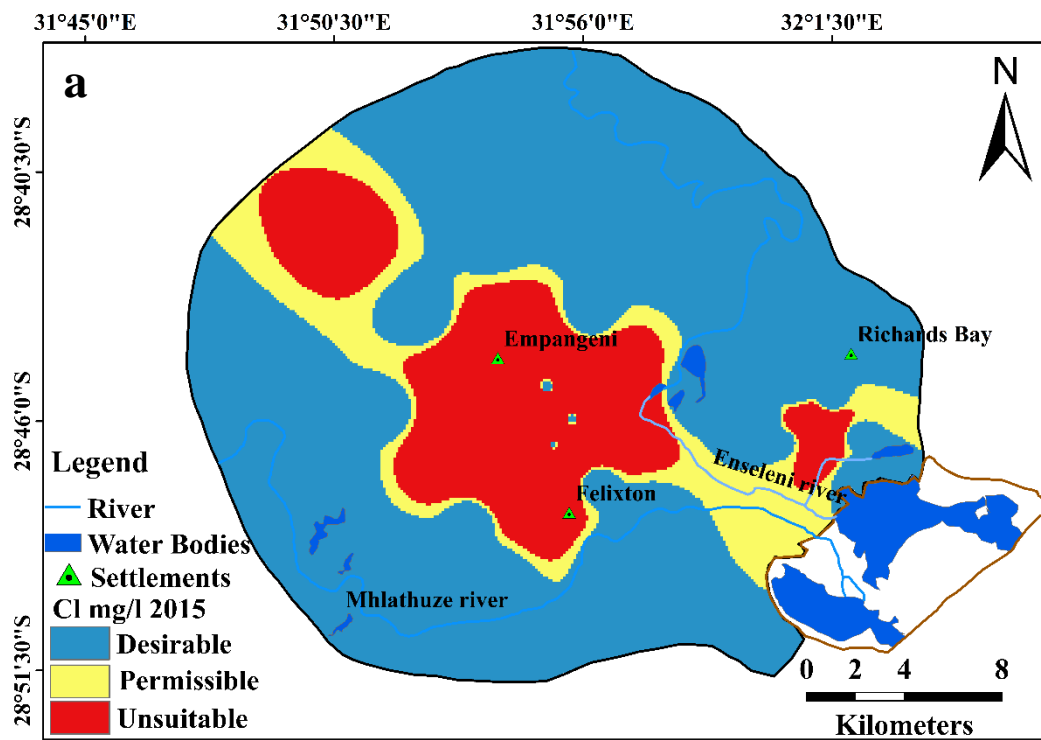 31°45'0"E 31°50'30"E 31°56'0"E 32°1'30"E
a
N
28°40'30"S
28°46'0"S
28°51'30"S
Empangeni
Richards Bay
Enseleni river
Felixton
Mhlathuze river
Legend
River
Water Bodies
Settlements
Cl mg/l 2015
Desirable
Permissible
Unsuitable
0 2 4 8
Kilometers